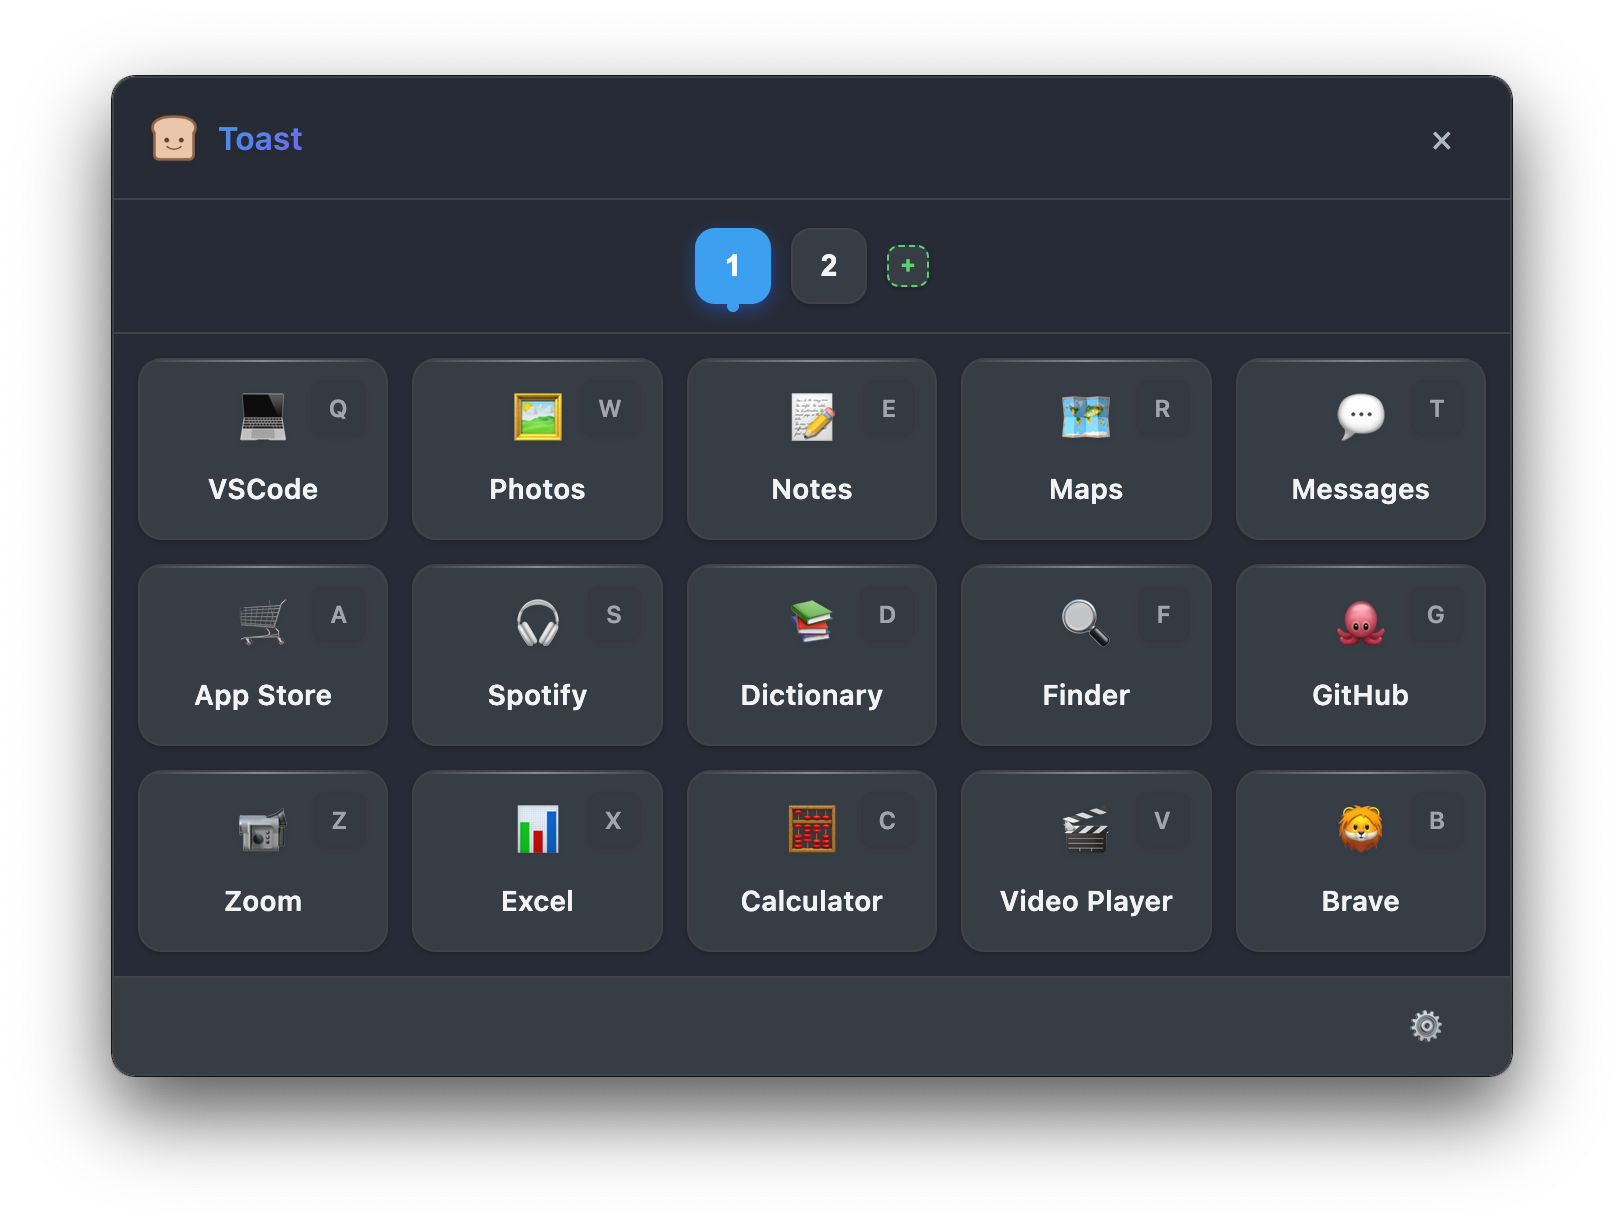 Toast
×
1 2 +
Q W E R T
VSCode Photos Notes Maps Messages
A S D F G
App Store Spotify Dictionary Finder GitHub
Z X C V B
Zoom Excel Calculator Video Player Brave